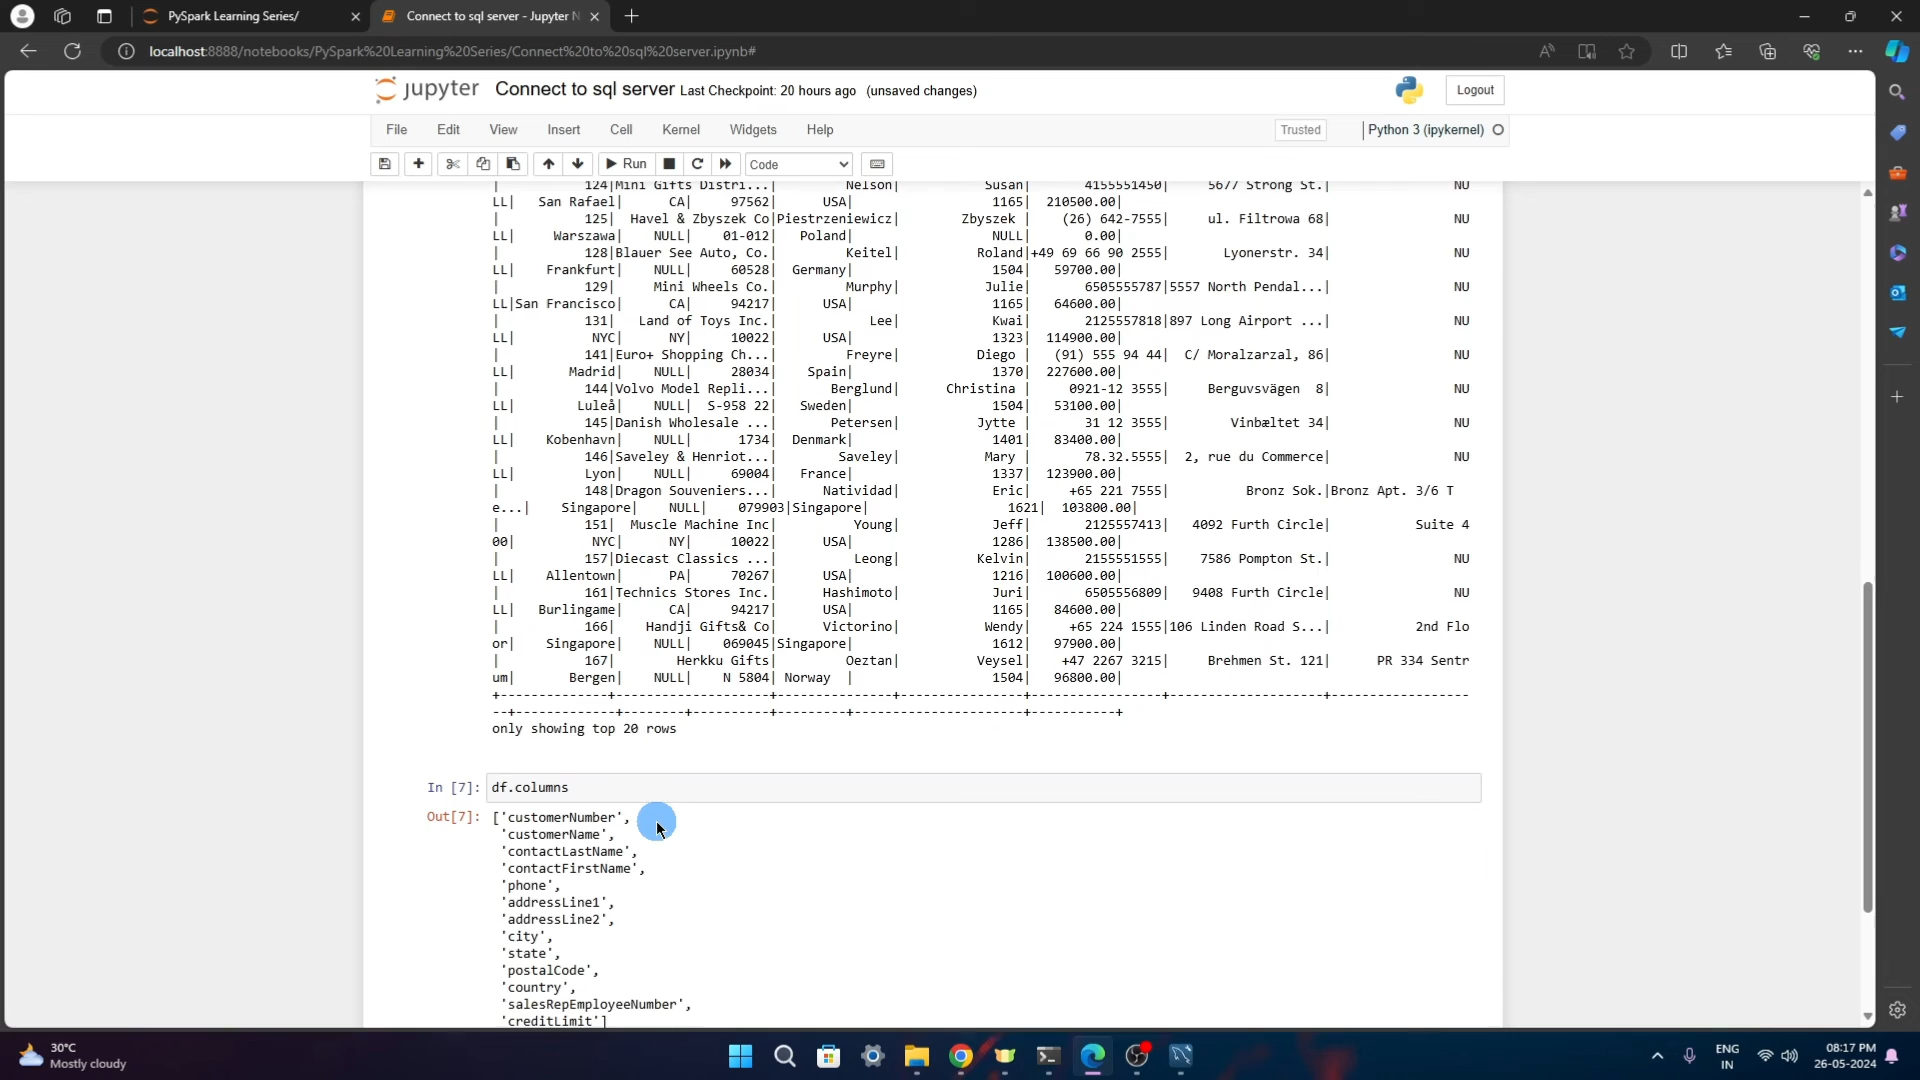 PySpark Learning Series/
Connect to sql server - Jupyter N
localhost:8888/notebooks/PySpark%20Learning%20Series/Connect%20to%20sql%20server.ipynb#
jupyter Connect to sql server Last Checkpoint: 20 hours ago (unsaved changes)
Logout
File Edit View Insert Cell Kernel Widgets Help
Trusted
Python 3 (ipykernel)
Run
Code
| 124|Mini Gifts Distri...| Nelson| Susan| 4155551450| 5677 Strong St.| NU
LL| San Rafael| CA| 97562| USA| 1165| 210500.00|
| 125| Havel & Zbyszek Co|Piestrzeniewicz| Zbyszek | (26) 642-7555| ul. Filtrowa 68| NU
LL| Warszawa| NULL| 01-012| Poland| NULL| 0.00|
| 128|Blauer See Auto, Co.| Keitel| Roland|+49 69 66 90 2555| Lyonerstr. 34| NU
LL| Frankfurt| NULL| 60528| Germany| 1504| 59700.00|
| 129| Mini Wheels Co.| Murphy| Julie| 6505555787|5557 North Pendal...| NU
LL|San Francisco| CA| 94217| USA| 1165| 64600.00|
| 131| Land of Toys Inc.| Lee| Kwai| 2125557818|897 Long Airport ...| NU
LL| NYC| NY| 10022| USA| 1323| 114900.00|
| 141|Euro+ Shopping Ch...| Freyre| Diego | (91) 555 94 44| C/ Moralzarzal, 86| NU
LL| Madrid| NULL| 28034| Spain| 1370| 227600.00|
| 144|Volvo Model Repli...| Berglund| Christina | 0921-12 3555| Berguvsvägen 8| NU
LL| Luleå| NULL| S-958 22| Sweden| 1504| 53100.00|
| 145|Danish Wholesale ...| Petersen| Jytte | 31 12 3555| Vinbæltet 34| NU
LL| Kobenhavn| NULL| 1734| Denmark| 1401| 83400.00|
| 146|Saveley & Henriot...| Saveley| Mary | 78.32.5555| 2, rue du Commerce| NU
LL| Lyon| NULL| 69004| France| 1337| 123900.00|
| 148|Dragon Souveniers...| Natividad| Eric| +65 221 7555| Bronz Sok.|Bronz Apt. 3/6 T
e...| Singapore| NULL| 079903|Singapore| 1621| 103800.00|
| 151| Muscle Machine Inc| Young| Jeff| 2125557413| 4092 Furth Circle| Suite 4
00| NYC| NY| 10022| USA| 1286| 138500.00|
| 157|Diecast Classics ...| Leong| Kelvin| 2155551555| 7586 Pompton St.| NU
LL| Allentown| PA| 70267| USA| 1216| 100600.00|
| 161|Technics Stores Inc.| Hashimoto| Juri| 6505556809| 9408 Furth Circle| NU
LL| Burlingame| CA| 94217| USA| 1165| 84600.00|
| 166| Handji Gifts& Co| Victorino| Wendy| +65 224 1555|106 Linden Road S...| 2nd Flo
or| Singapore| NULL| 069045|Singapore| 1612| 97900.00|
| 167| Herkku Gifts| Oeztan| Veysel| +47 2267 3215| Brehmen St. 121| PR 334 Sentr
um| Bergen| NULL| N 5804| Norway | 1504| 96800.00|
+--------------+--------------------+---------------+----------------+-----------------+--------------------+-----------------
--+-------------+--------+----------+---------+----------------------+-----------+
only showing top 20 rows
In [7]: df.columns
Out[7]: ['customerNumber',
'customerName',
'contactLastName',
'contactFirstName',
'phone',
'addressLine1',
'addressLine2',
'city',
'state',
'postalCode',
'country',
'salesRepEmployeeNumber',
'creditLimit']
30°C
Mostly cloudy
ENG
IN
08:17 PM
26-05-2024